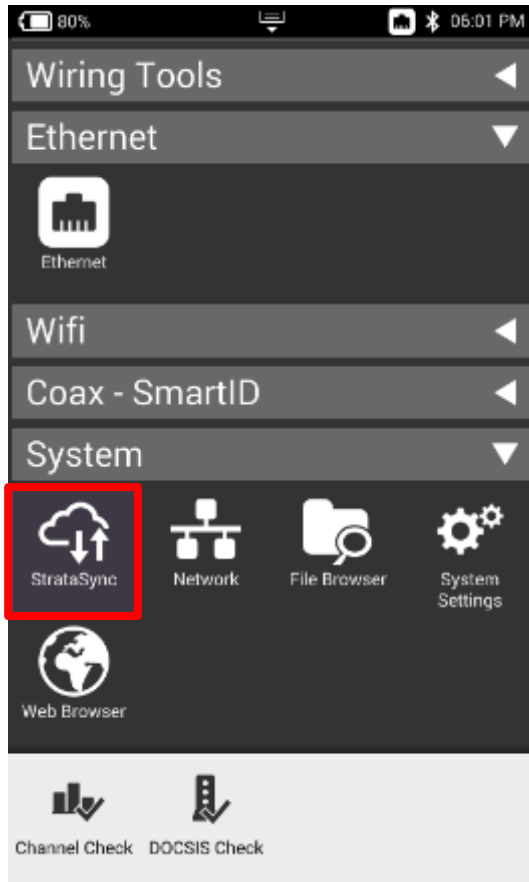 80% 06:01 PM
Wiring Tools
Ethernet
Ethernet
Wifi
Coax - SmartID
System
StrataSync Network File Browser System
Settings
Web Browser
Channel Check DOCSIS Check